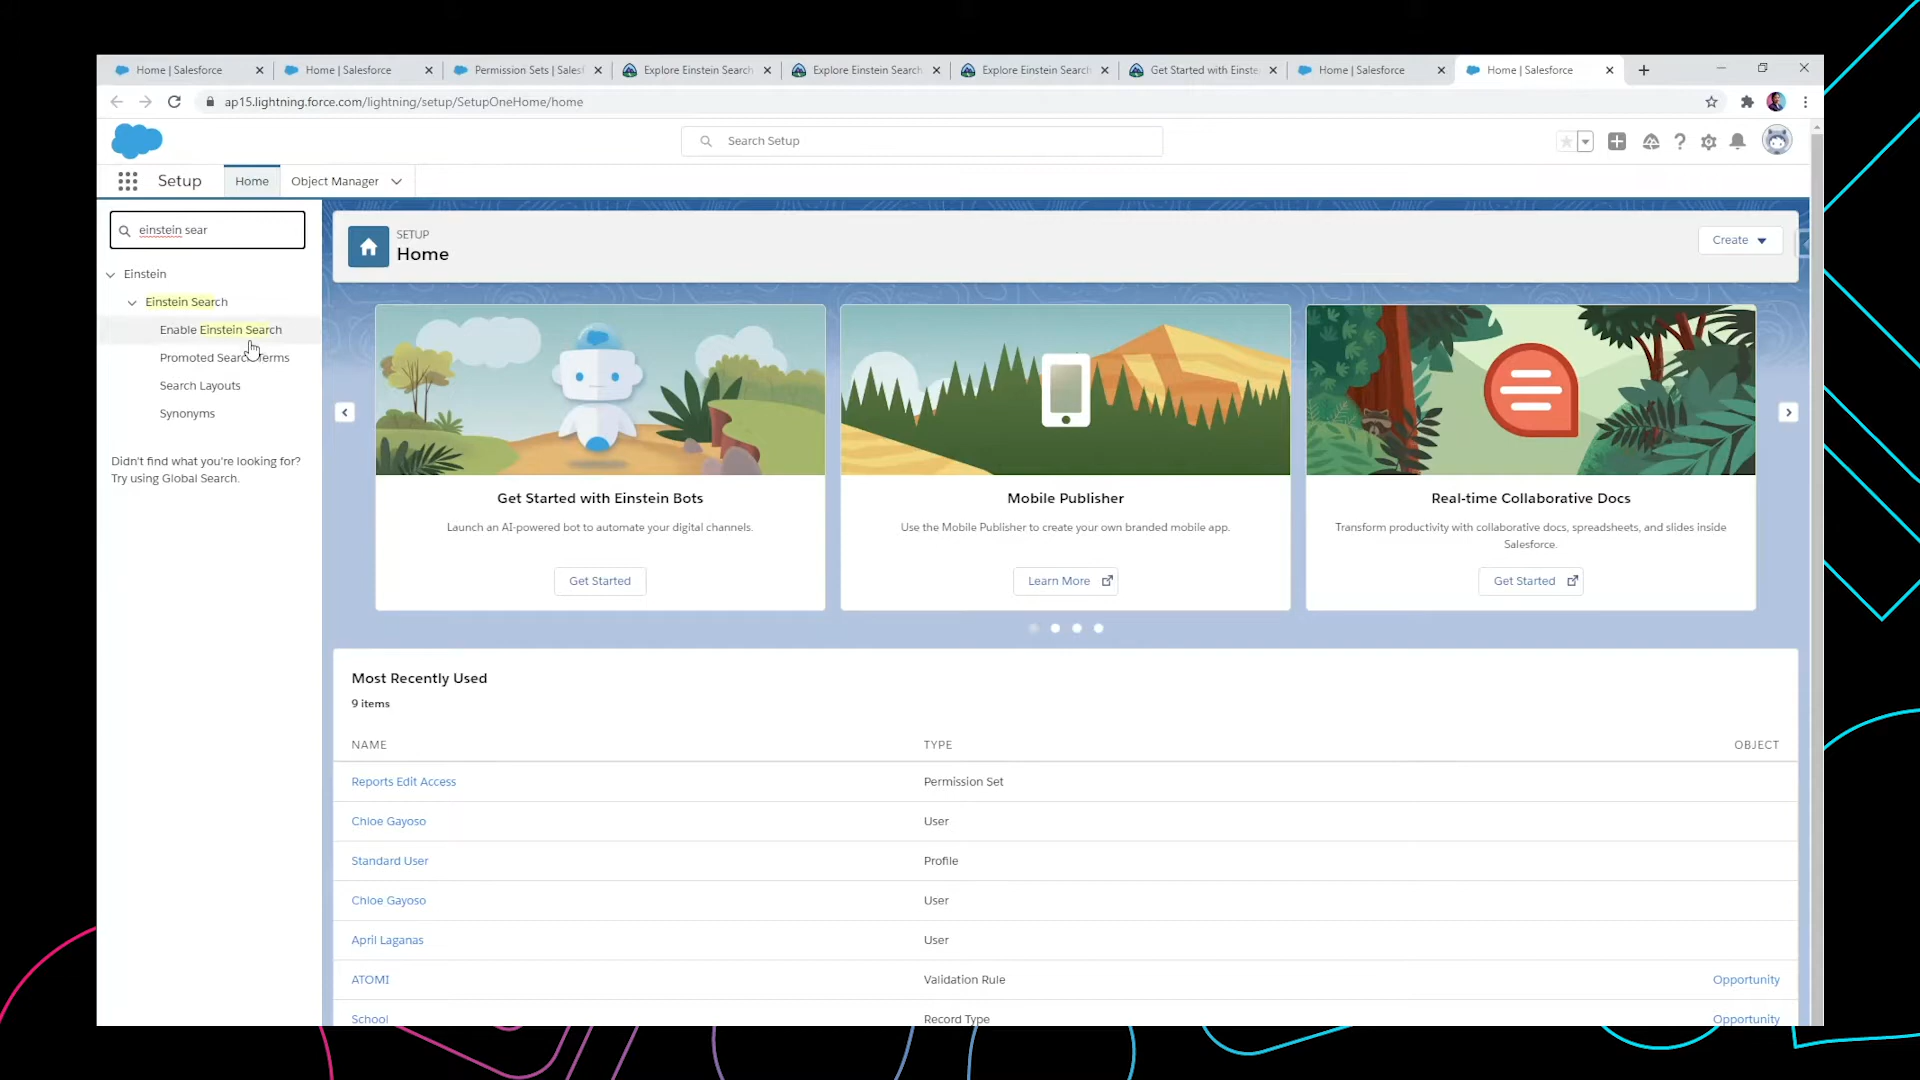 Home | Salesforce
Home | Salesforce
Permission Sets | Salesf
Explore Einstein Search
Explore Einstein Search
Explore Einstein Search
Get Started with Einste
Home | Salesforce
Home | Salesforce
ap15.lightning.force.com/lightning/setup/SetupOneHome/home
Search Setup
Setup
Home
Object Manager
einstein sear
Einstein
Einstein Search
Enable Einstein Search
Promoted Search Terms
Search Layouts
Synonyms
Didn't find what you're looking for?
Try using Global Search.
SETUP
Home
Create
Get Started with Einstein Bots
Launch an AI-powered bot to automate your digital channels.
Get Started
Mobile Publisher
Use the Mobile Publisher to create your own branded mobile app.
Learn More
Real-time Collaborative Docs
Transform productivity with collaborative docs, spreadsheets, and slides inside
Salesforce.
Get Started
Most Recently Used
9 items
NAME TYPE OBJECT
Reports Edit Access Permission Set
Chloe Gayoso User
Standard User Profile
Chloe Gayoso User
April Laganas User
ATOMI Validation Rule Opportunity
School Record Type Opportunity